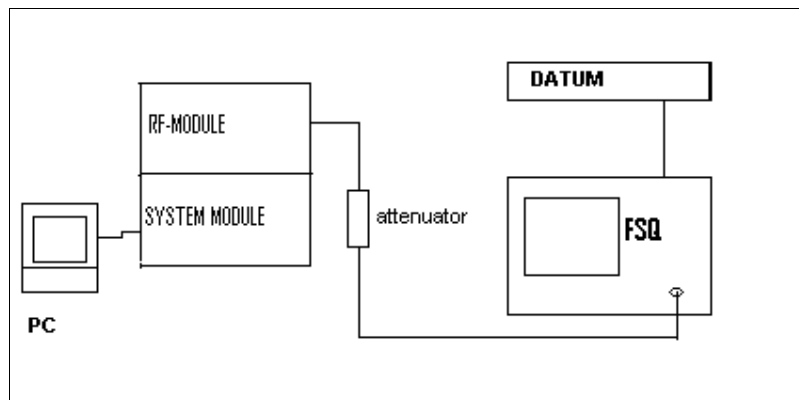 DATUM
RF-MODULE
SYSTEM MODULE
attenuator
FSQ
PC